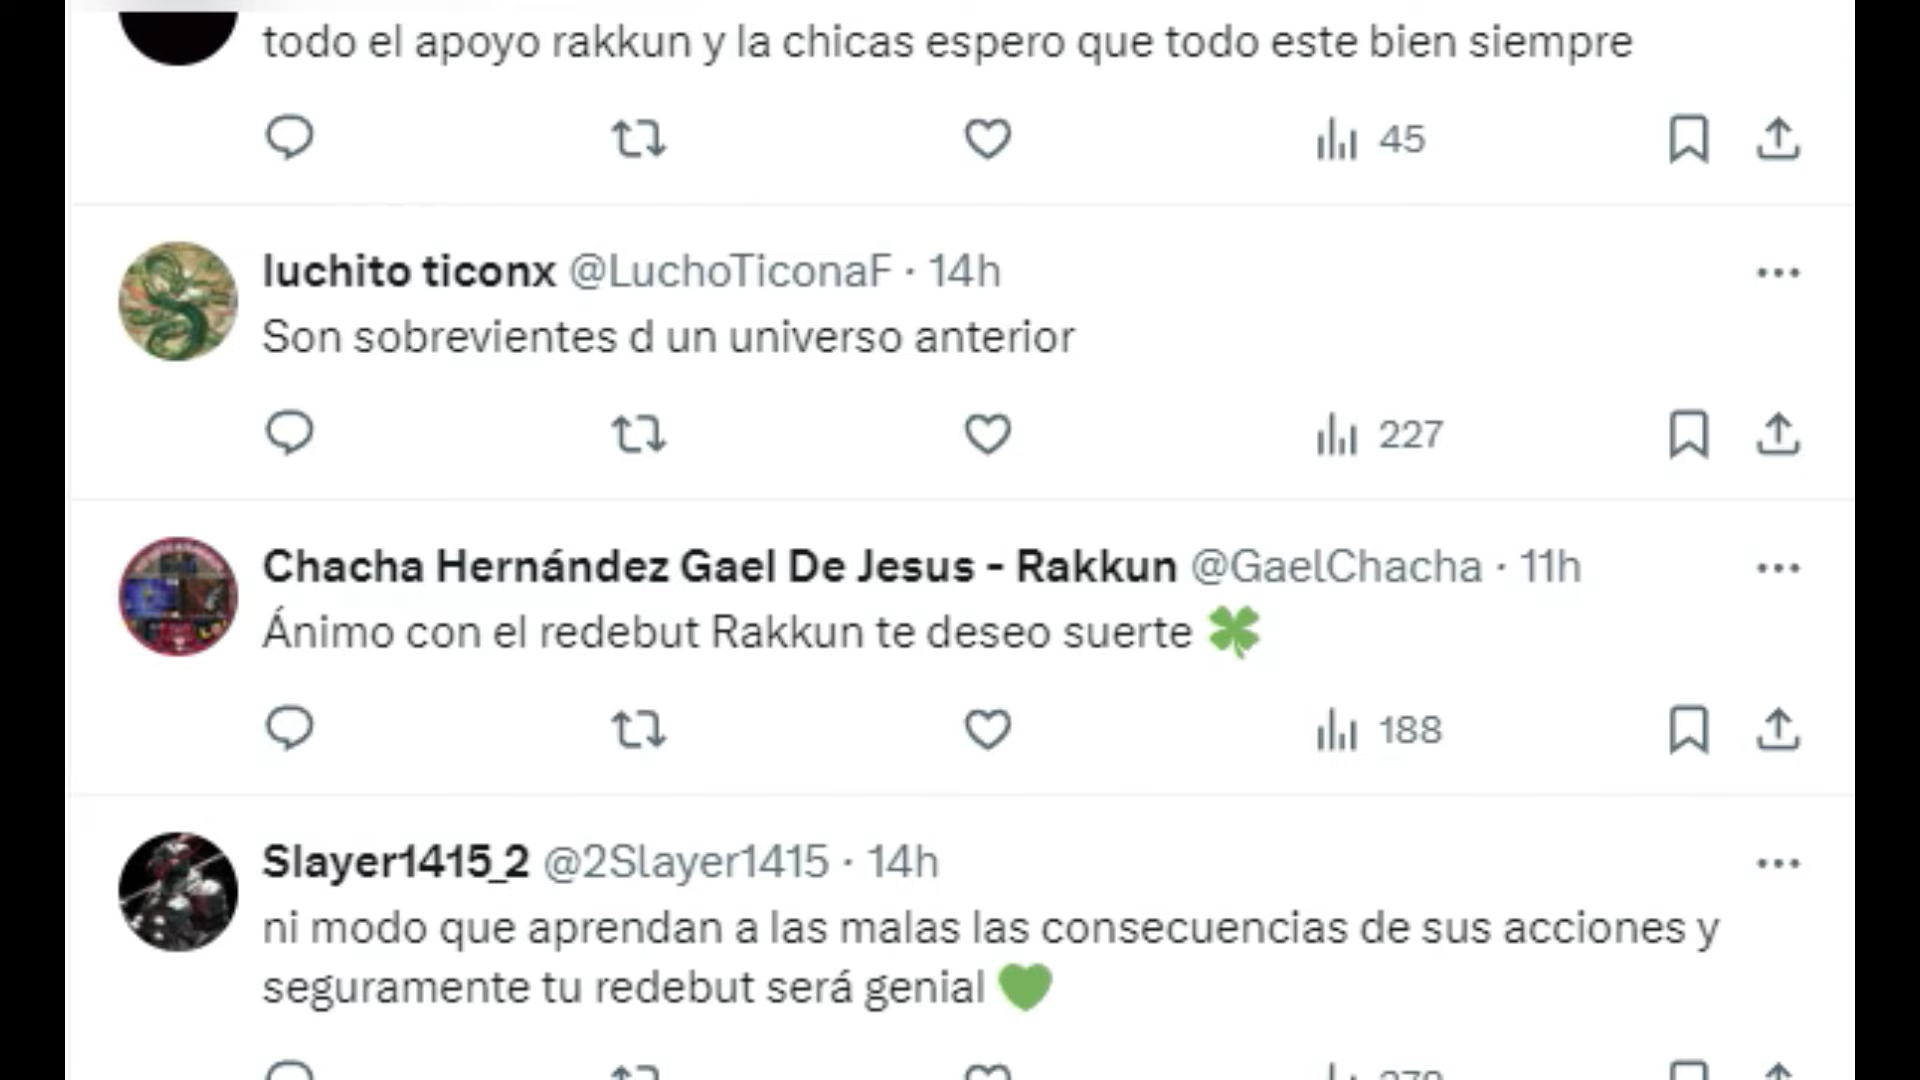 todo el apoyo rakkun y la chicas espero que todo este bien siempre
45
luchito ticonx @LuchoTiconaF · 14h
Son sobrevientes d un universo anterior
227
Chacha Hernández Gael De Jesus - Rakkun @GaelChacha · 11h
Ánimo con el redebut Rakkun te deseo suerte 🍀
188
Slayer1415_2 @2Slayer1415 · 14h
ni modo que aprendan a las malas las consecuencias de sus acciones y
seguramente tu redebut será genial 💚